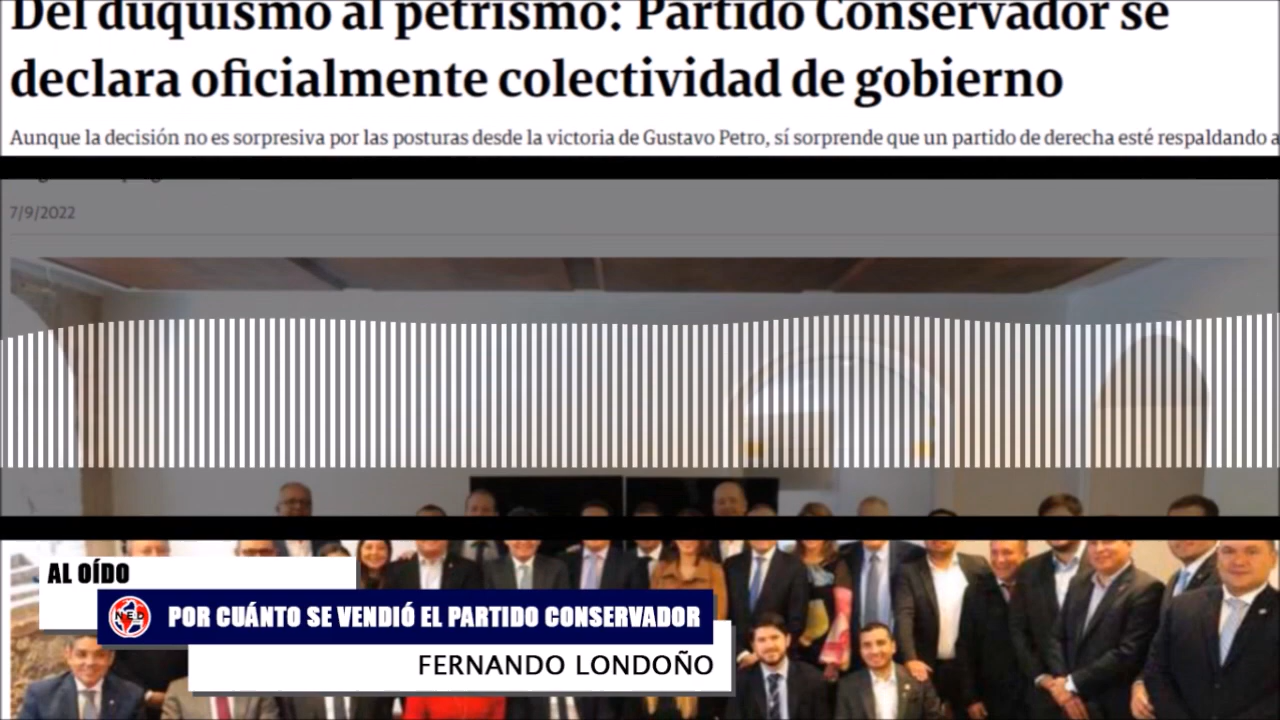 Del duquismo al petrismo: Partido Conservador se
declara oficialmente colectividad de gobierno
Aunque la decisión no es sorpresiva por las posturas desde la victoria de Gustavo Petro, sí sorprende que un partido de derecha esté respaldando a
7/9/2022
AL OÍDO
POR CUÁNTO SE VENDIÓ EL PARTIDO CONSERVADOR
FERNANDO LONDOÑO